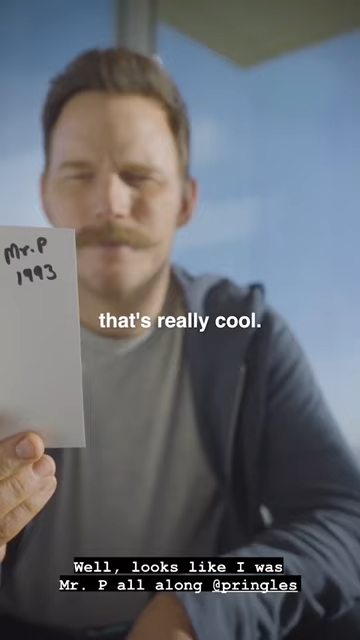 Mr. P
1993
that's really cool.
Well, looks like I was
Mr. P all along @pringles